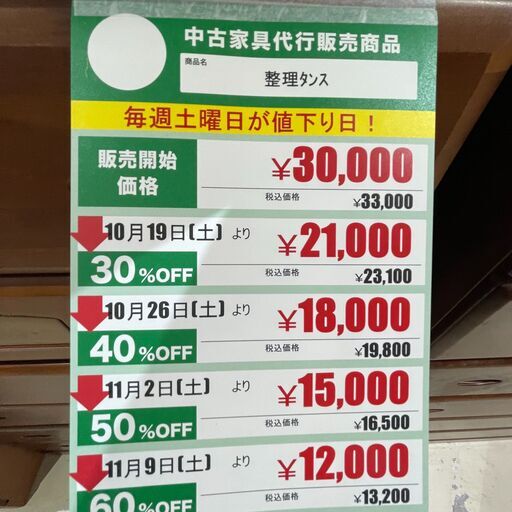 中古家具代行販売商品
商品名
整理タンス
毎週土曜日が値下り日！
販売開始
価格
¥30,000
税込価格 ¥33,000
10月19日(土) より
30%OFF
¥21,000
税込価格 ¥23,100
10月26日(土) より
40%OFF
¥18,000
税込価格 ¥19,800
11月2日(土) より
50%OFF
¥15,000
税込価格 ¥16,500
11月9日(土) より
60%OFF
¥12,000
税込価格 ¥13,200